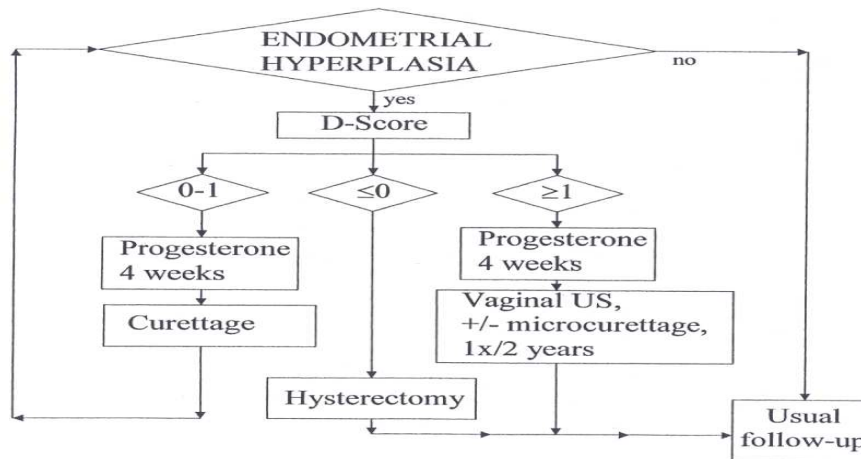 ENDOMETRIAL
HYPERPLASIA
no
yes
D-Score
0-1
≤0
≥1
Progesterone
4 weeks
Progesterone
4 weeks
Curettage
Vaginal US,
+/- microcurettage,
1x/2 years
Hysterectomy
Usual
follow-up